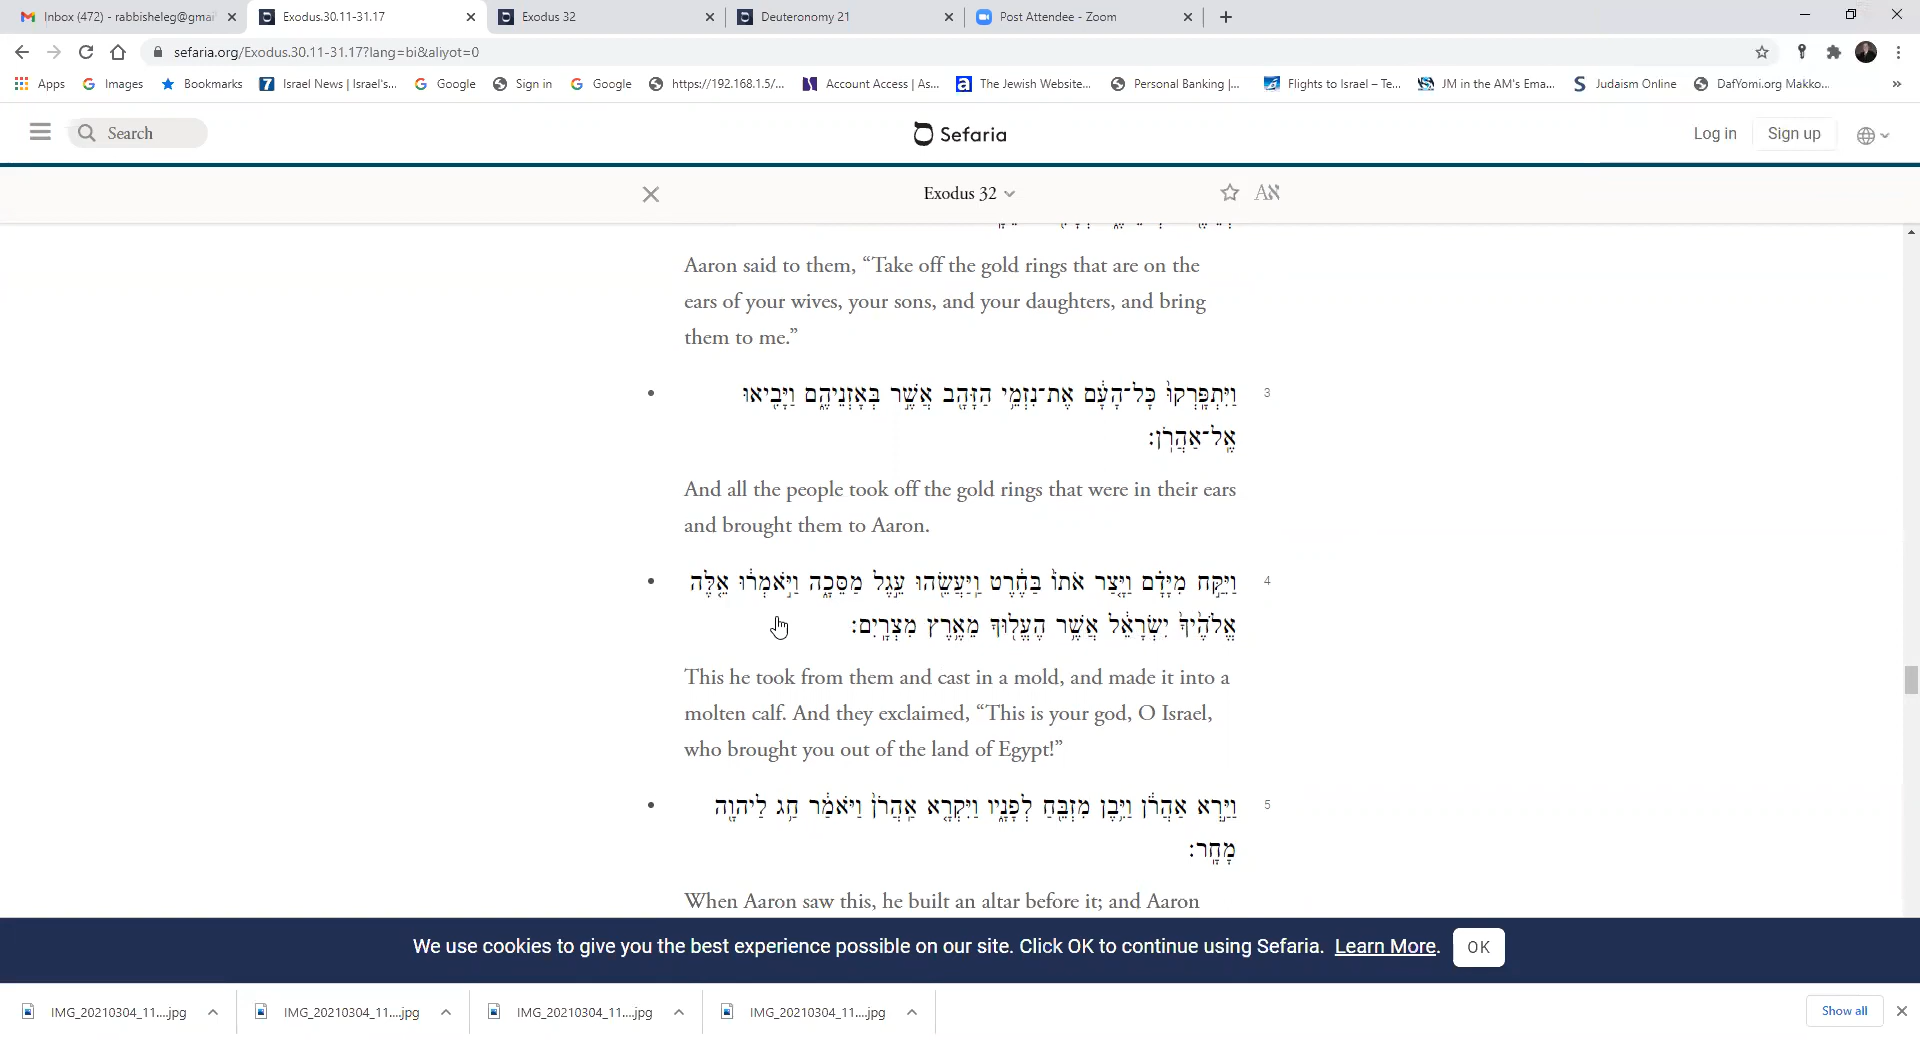 Inbox (472) - rabbisheleg@gmai
Exodus.30.11-31.17
Exodus 32
Deuteronomy 21
Post Attendee - Zoom
sefaria.org/Exodus.30.11-31.17?lang=bi&aliyot=0
Apps
Images
Bookmarks
Israel News | Israel's...
Google
Sign in
Google
https://192.168.1.5/...
Account Access | As...
The Jewish Website...
Personal Banking |...
Flights to Israel – Te...
JM in the AM's Ema...
Judaism Online
DafYomi.org Makko...
Search
Sefaria
Log in
Sign up
Exodus 32
Aא
Aaron said to them, “Take off the gold rings that are on the
ears of your wives, your sons, and your daughters, and bring
them to me.”
3
וַיִּתְפָּֽרְקוּ֙ כׇּל־הָעָ֔ם אֶת־נִזְמֵ֥י הַזָּהָ֖ב אֲשֶׁ֣ר בְּאׇזְנֵיהֶ֑ם וַיָּבִ֖יאוּ
אֶֽל־אַהֲרֹֽן׃
And all the people took off the gold rings that were in their ears
and brought them to Aaron.
4
וַיִּקַּ֣ח מִיָּדָ֗ם וַיָּ֤צַר אֹתוֹ֙ בַּחֶ֔רֶט וַֽיַּעֲשֵׂ֖הוּ עֵ֣גֶל מַסֵּכָ֑ה וַיֹּ֣אמְר֔וּ אֵ֤לֶּה
אֱלֹהֶ֙יךָ֙ יִשְׂרָאֵ֔ל אֲשֶׁ֥ר הֶעֱל֖וּךָ מֵאֶ֥רֶץ מִצְרָֽיִם׃
This he took from them and cast in a mold, and made it into a
molten calf. And they exclaimed, “This is your god, O Israel,
who brought you out of the land of Egypt!”
5
וַיַּ֣רְא אַהֲרֹ֔ן וַיִּ֥בֶן מִזְבֵּ֖חַ לְפָנָ֑יו וַיִּקְרָ֤א אַֽהֲרֹן֙ וַיֹּאמַ֔ר חַ֥ג לַיהֹוָ֖ה
מָחָֽר׃
When Aaron saw this, he built an altar before it; and Aaron
We use cookies to give you the best experience possible on our site. Click OK to continue using Sefaria. Learn More. OK
IMG_20210304_11....jpg
IMG_20210304_11....jpg
IMG_20210304_11....jpg
IMG_20210304_11....jpg
Show all